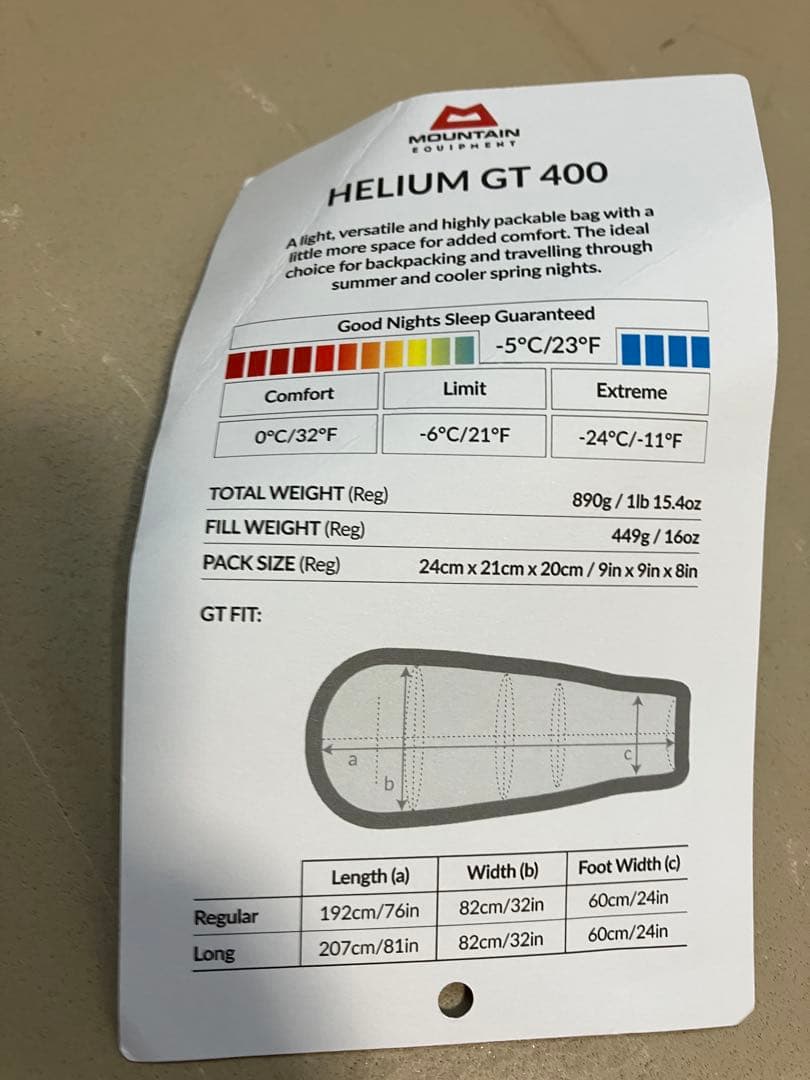 MOUNTAIN
EQUIPMENT
HELIUM GT 400
A light, versatile and highly packable bag with a
little more space for added comfort. The ideal
choice for backpacking and travelling through
summer and cooler spring nights.
Good Nights Sleep Guaranteed
-5°C/23°F
Comfort Limit Extreme
0°C/32°F -6°C/21°F -24°C/-11°F
TOTAL WEIGHT (Reg) 890g / 1lb 15.4oz
FILL WEIGHT (Reg) 449g / 16oz
PACK SIZE (Reg) 24cm x 21cm x 20cm / 9in x 9in x 8in
GT FIT:
a
b
c
Length (a) Width (b) Foot Width (c)
Regular 192cm/76in 82cm/32in 60cm/24in
Long 207cm/81in 82cm/32in 60cm/24in